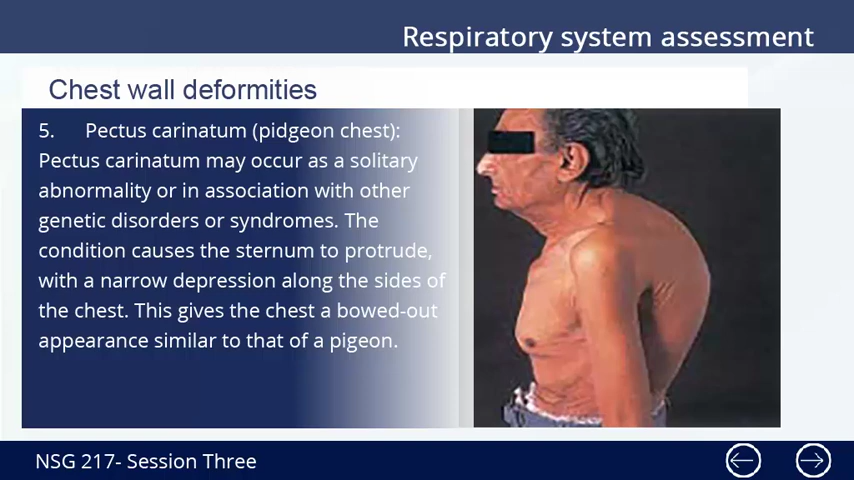 Respiratory system assessment
Chest wall deformities
5. Pectus carinatum (pidgeon chest):
Pectus carinatum may occur as a solitary
abnormality or in association with other
genetic disorders or syndromes. The
condition causes the sternum to protrude,
with a narrow depression along the sides of
the chest. This gives the chest a bowed-out
appearance similar to that of a pigeon.
NSG 217- Session Three